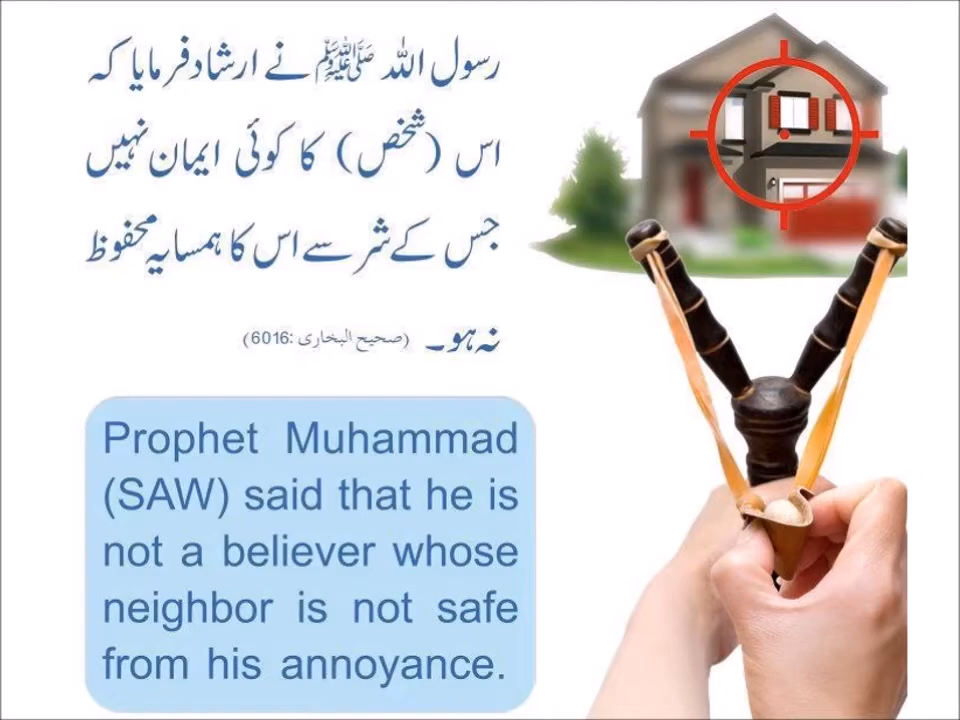 رسول اللہ ﷺ نے ارشاد فرمایا کہ
اس (شخص) کا کوئی ایمان نہیں
جس کے شر سے اس کا ہمسایہ محفوظ
نہ ہو۔ (صحیح البخاری :6016)
Prophet Muhammad
(SAW) said that he is
not a believer whose
neighbor is not safe
from his annoyance.